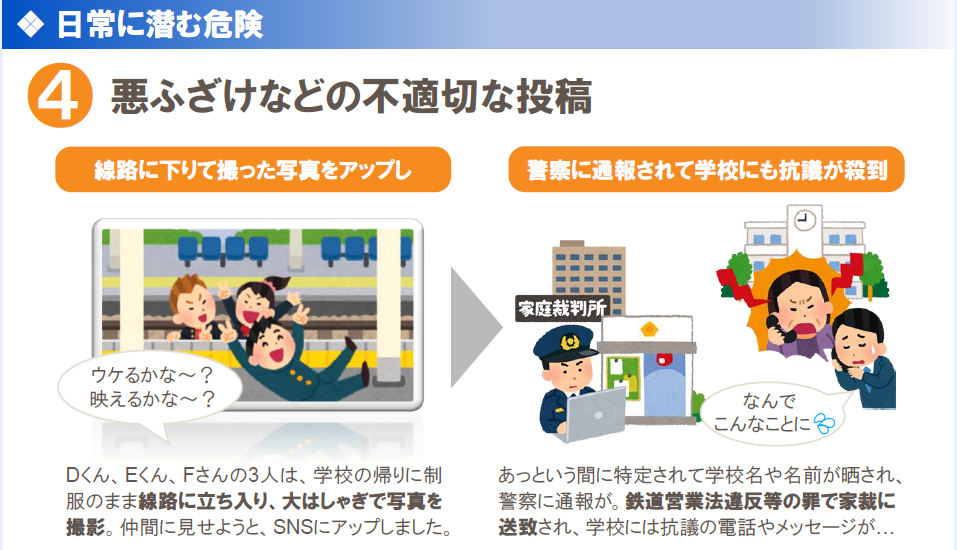 ❖ 日常に潜む危険
4 悪ふざけなどの不適切な投稿
線路に下りて撮った写真をアップし
警察に通報されて学校にも抗議が殺到
家庭裁判所
ウケるかな～？
映えるかな～？
なんで
こんなことに
Dくん、Eくん、Fさんの3人は、学校の帰りに制
服のまま線路に立ち入り、大はしゃぎで写真を
撮影。仲間に見せようと、SNSにアップしました。
あっという間に特定されて学校名や名前が晒され、
警察に通報が。鉄道営業法違反等の罪で家裁に
送致され、学校には抗議の電話やメッセージが…